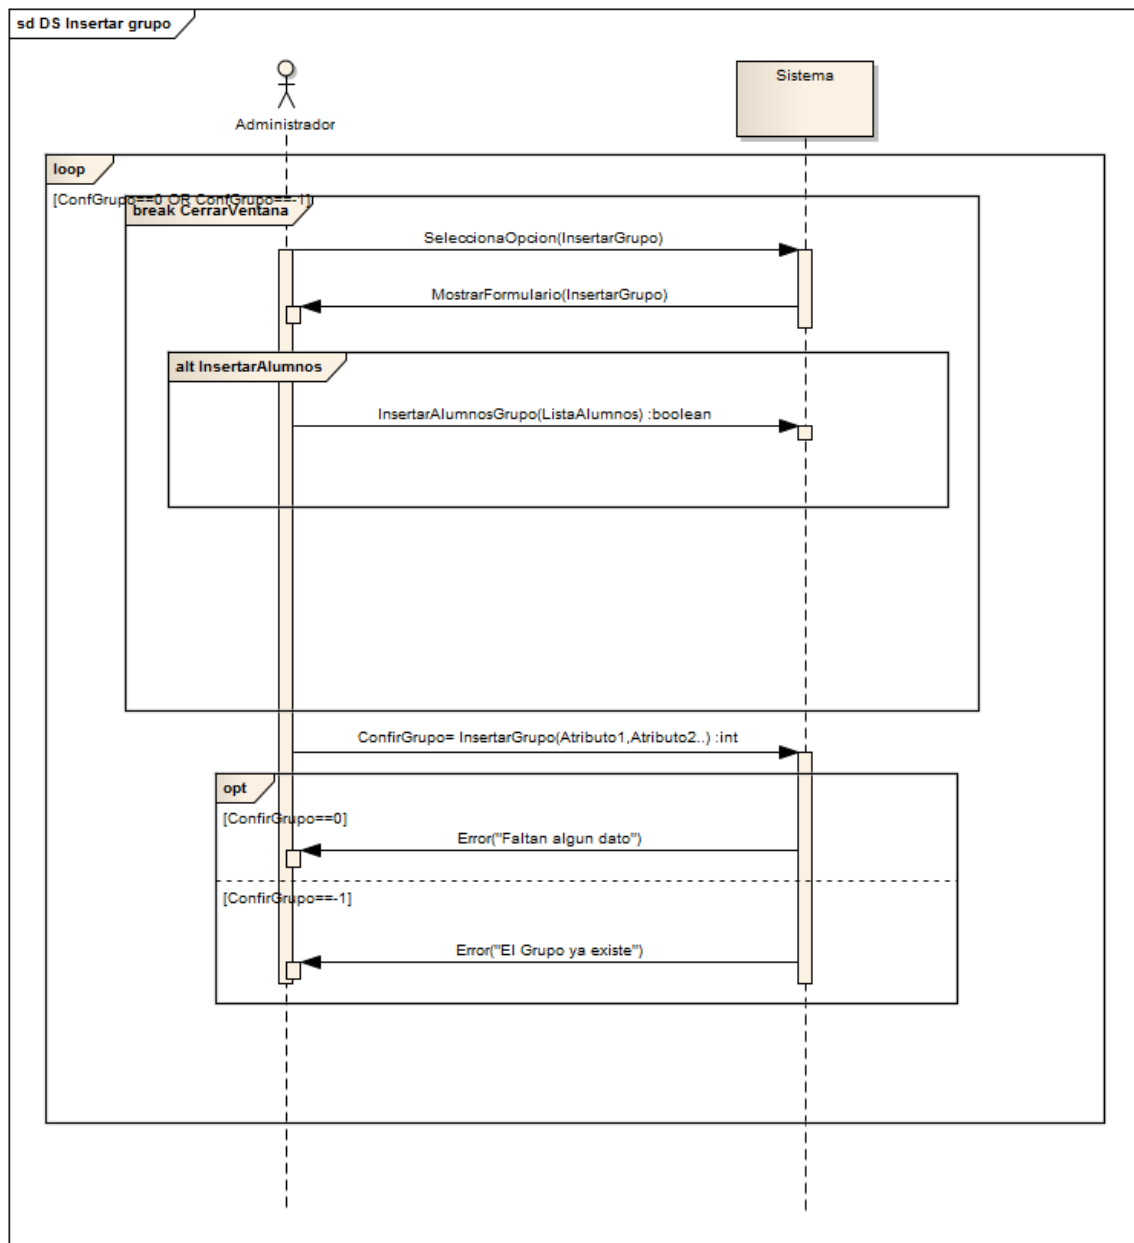 sd DS Insertar grupo
Administrador
Sistema
loop
[ConfGrupo==0 OR ConfGrupo==-1]
break CerrarVentana
SeleccionaOpcion(InsertarGrupo)
MostrarFormulario(InsertarGrupo)
alt InsertarAlumnos
InsertarAlumnosGrupo(ListaAlumnos) :boolean
ConfirGrupo= InsertarGrupo(Atributo1,Atributo2..) :int
opt
[ConfirGrupo==0]
Error("Faltan algun dato")
[ConfirGrupo==-1]
Error("El Grupo ya existe")